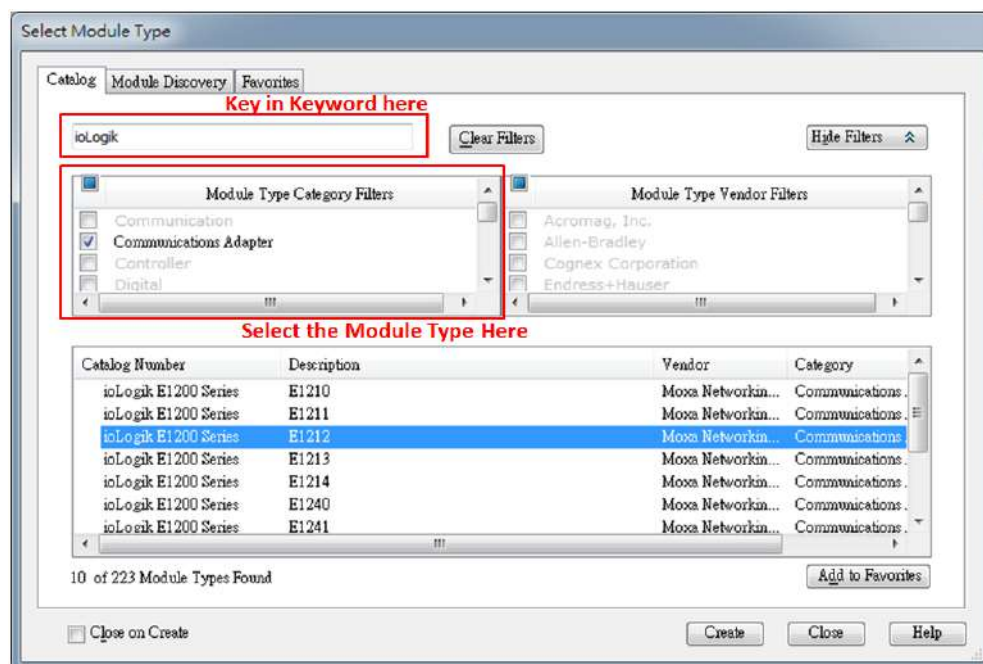 Select Module Type
Catalog Module Discovery Favorites
Key in Keyword here
ioLogik Clear Filters Hide Filters
Module Type Category Filters Module Type Vendor Filters
Communication Acromag, Inc.
Communications Adapter Allen-Bradley
Controller Cognex Corporation
Digital Endress+Hauser
Select the Module Type Here
Catalog Number Description Vendor Category
ioLogik E1200 Series E1210 Moxa Networkin... Communications.
ioLogik E1200 Series E1211 Moxa Networkin... Communications.
ioLogik E1200 Series E1212 Moxa Networkin... Communications.
ioLogik E1200 Series E1213 Moxa Networkin... Communications.
ioLogik E1200 Series E1214 Moxa Networkin... Communications.
ioLogik E1200 Series E1240 Moxa Networkin... Communications.
ioLogik E1200 Series E1241 Moxa Networkin... Communications.
10 of 223 Module Types Found Add to Favorites
Close on Create Create Close Help